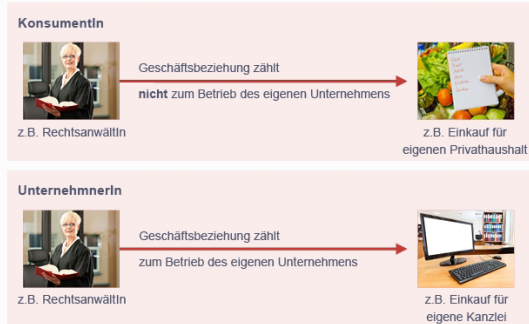 KonsumentIn
Geschäftsbeziehung zählt
nicht zum Betrieb des eigenen Unternehmens
z.B. RechtsanwältIn
z.B. Einkauf für
eigenen Privathaushalt
UnternehmnerIn
Geschäftsbeziehung zählt
zum Betrieb des eigenen Unternehmens
z.B. RechtsanwältIn
z.B. Einkauf für
eigene Kanzlei